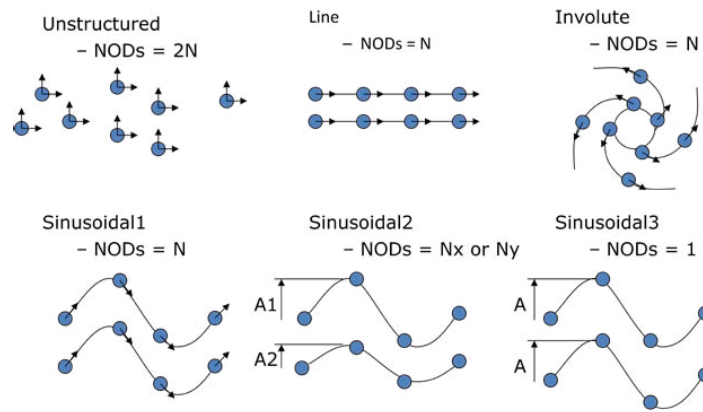 Unstructured
– NODs = 2N
Line
– NODs = N
Involute
– NODs = N
Sinusoidal1
– NODs = N
Sinusoidal2
– NODs = Nx or Ny
A1
A2
Sinusoidal3
– NODs = 1
A
A